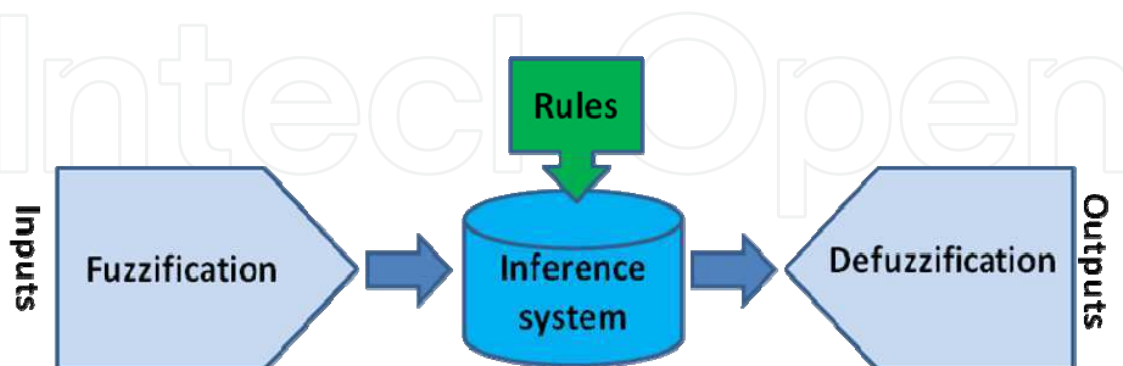 IntechOpen
Rules
Inputs
Fuzzification
Inference
system
Defuzzification
Outputs